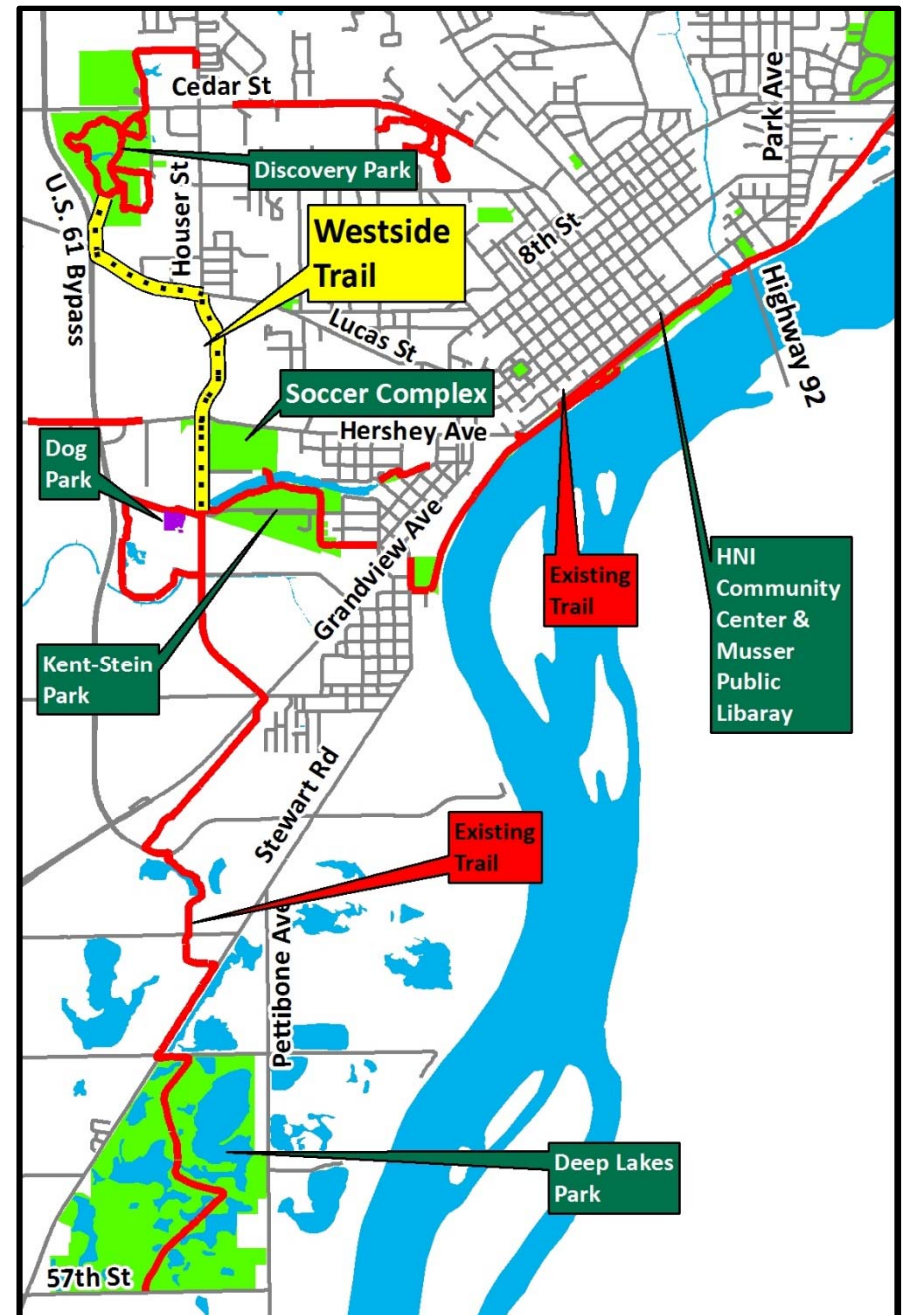 Cedar St
Park Ave
Discovery Park
U.S. 61 Bypass
Houser St
Westside
Trail
8th St
Highway 92
Lucas St
Soccer Complex
Hershey Ave
Dog
Park
Grandview Ave
Existing
Trail
HNI
Community
Center &
Musser
Public
Libaray
Kent-Stein
Park
Stewart Rd
Existing
Trail
Pettibone Ave
Deep Lakes
Park
57th St